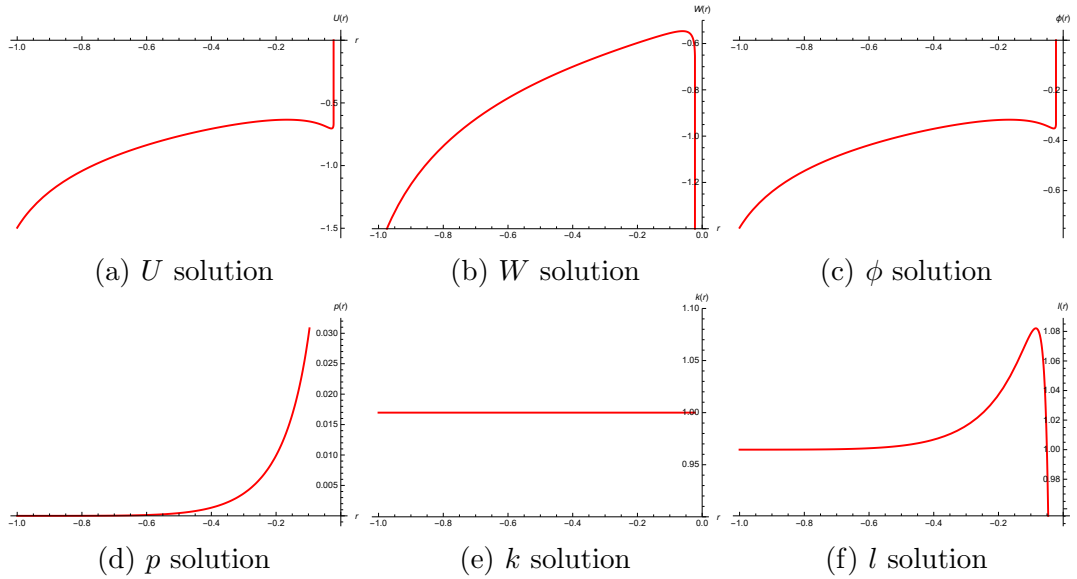 U(r)
-1.0 -0.8 -0.6 -0.4 -0.2 r
-0.5
-1.0
-1.5
(a) U solution
W(r)
-0.6
-0.8
-1.0
-1.2
-1.0 -0.8 -0.6 -0.4 -0.2 0.0 r
(b) W solution
ϕ(r)
-1.0 -0.8 -0.6 -0.4 -0.2 r
-0.2
-0.4
-0.6
(c) ϕ solution
p(r)
0.030
0.025
0.020
0.015
0.010
0.005
-1.0 -0.8 -0.6 -0.4 -0.2 r
(d) p solution
k(r)
1.10
1.05
1.00
0.95
-1.0 -0.8 -0.6 -0.4 -0.2 0.0 r
(e) k solution
l(r)
1.08
1.06
1.04
1.02
1.00
0.98
-1.0 -0.8 -0.6 -0.4 -0.2 r
(f) l solution